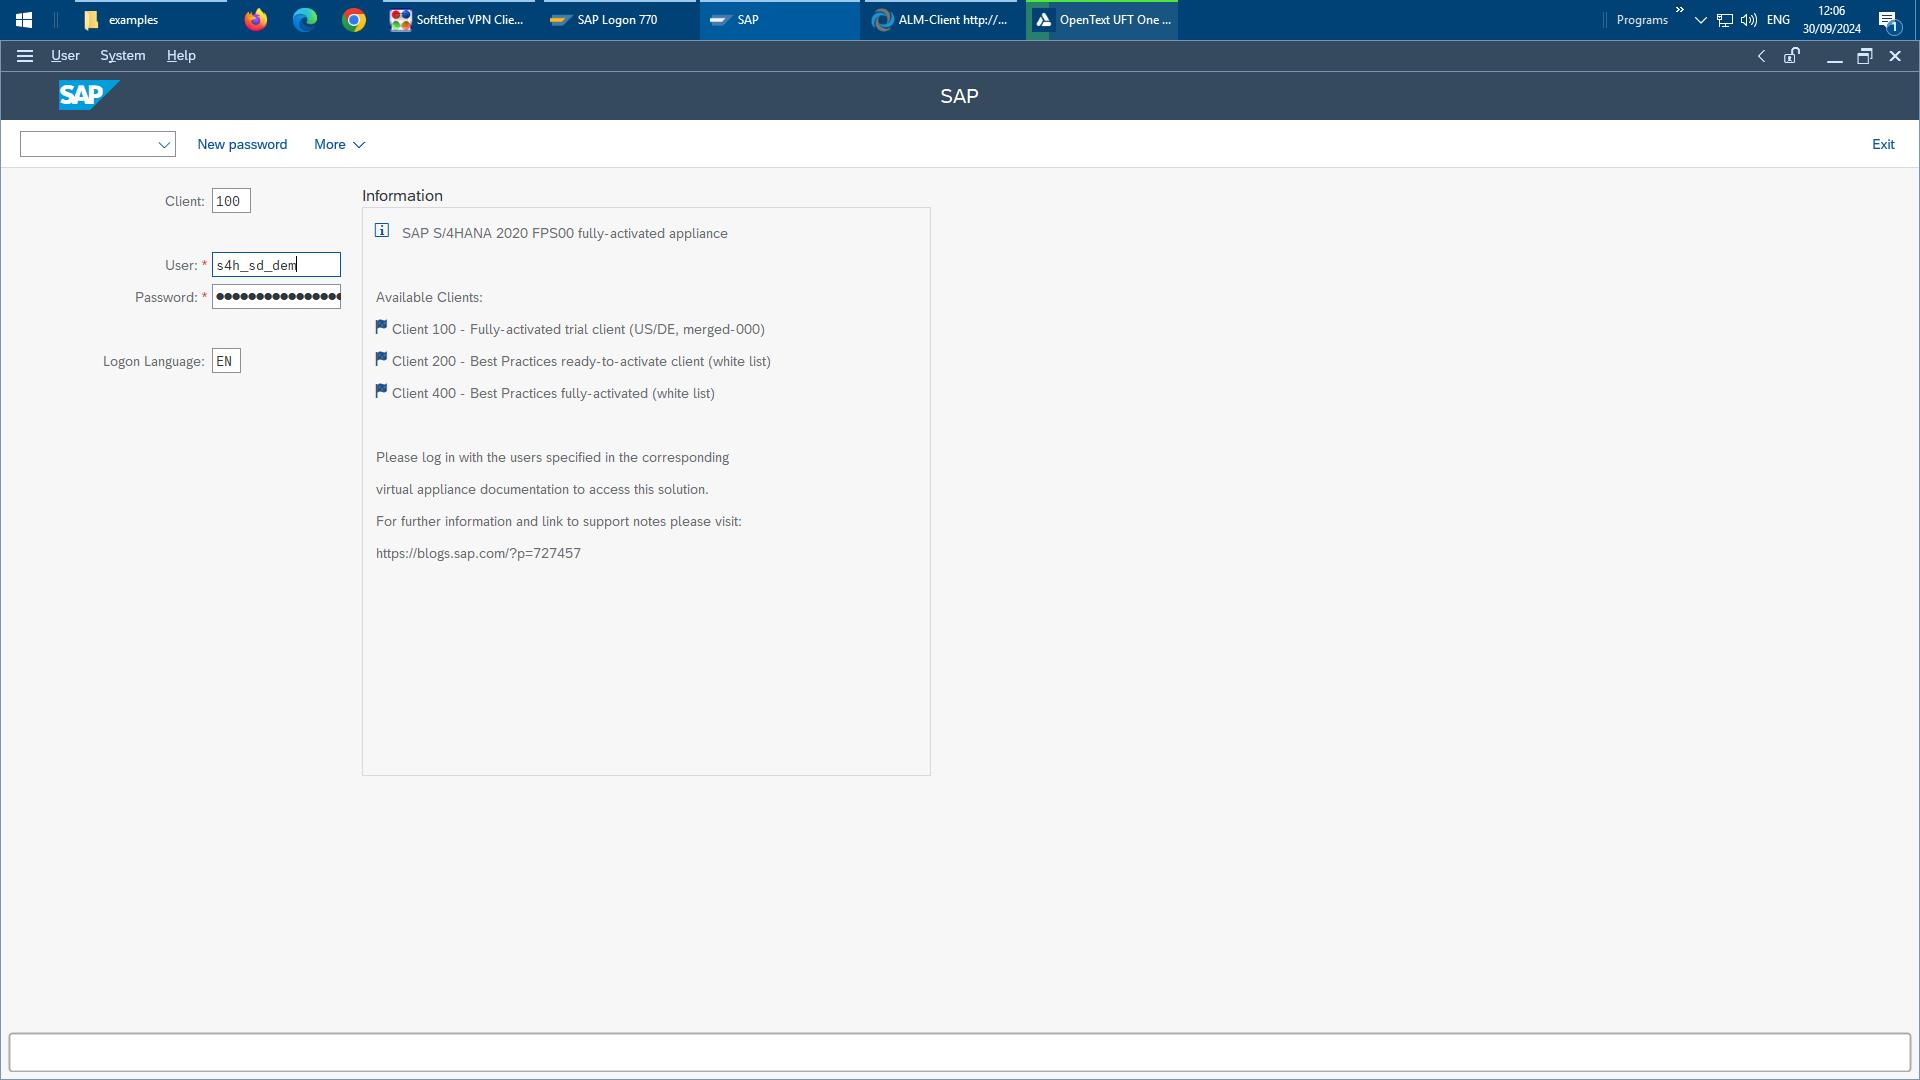 examples
SoftEther VPN Clie...
SAP Logon 770
SAP
ALM-Client http://...
OpenText UFT One ...
Programs
»
ENG
12:06
30/09/2024
1
User
System
Help
SAP
SAP
New password
More
Exit
Client: 100
Information
SAP S/4HANA 2020 FPS00 fully-activated appliance
User: * s4h_sd_dem
Password: * ●●●●●●●●●●●●●●●●
Available Clients:
Client 100 - Fully-activated trial client (US/DE, merged-000)
Logon Language: EN
Client 200 - Best Practices ready-to-activate client (white list)
Client 400 - Best Practices fully-activated (white list)
Please log in with the users specified in the corresponding
virtual appliance documentation to access this solution.
For further information and link to support notes please visit:
https://blogs.sap.com/?p=727457